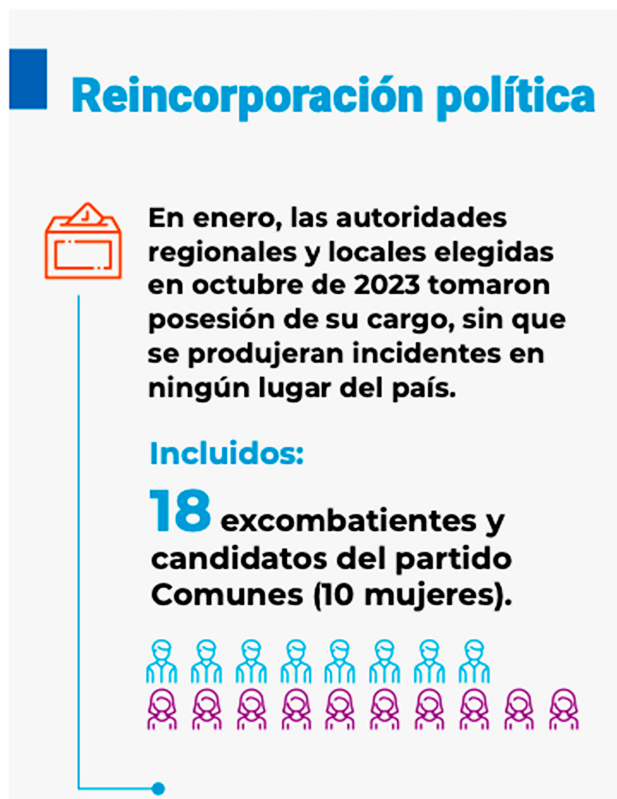 Reincorporación política
En enero, las autoridades
regionales y locales elegidas
en octubre de 2023 tomaron
posesión de su cargo, sin que
se produjeran incidentes en
ningún lugar del país.
Incluidos:
18 excombatientes y
candidatos del partido
Comunes (10 mujeres).